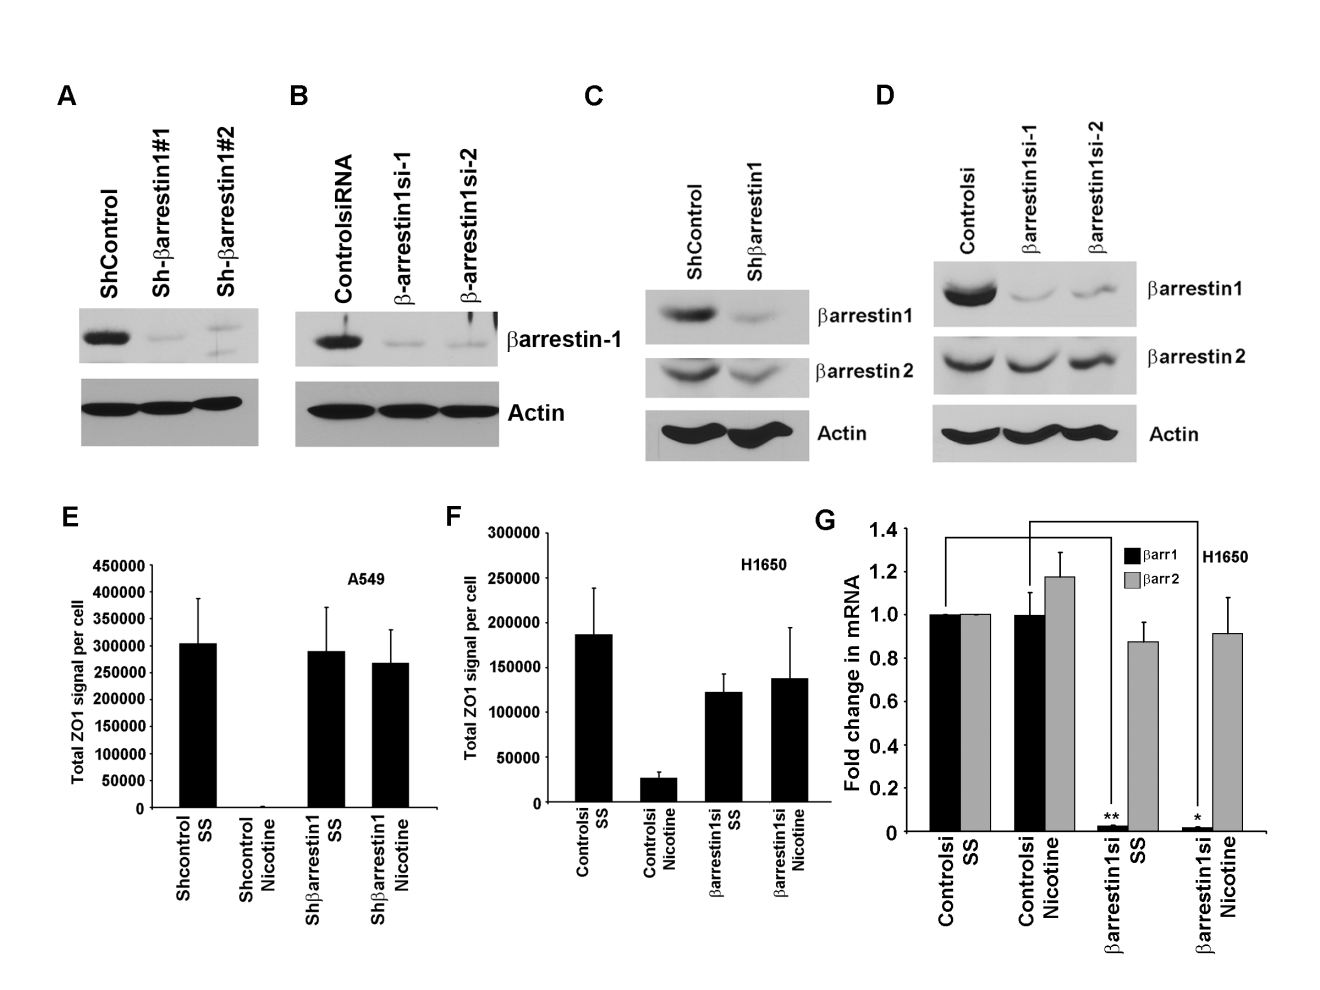 A
B
C
D
ShControl
Sh-βarrestin1#1
Sh-βarrestin1#2
ControlsiRNA
β-arrestin1si-1
β-arrestin1si-2
ShControl
Shβarrestin1
Controlsi
βarrestin1si-1
βarrestin1si-2
βarrestin-1
Actin
βarrestin1
βarrestin2
Actin
βarrestin1
βarrestin2
Actin
E
A549
Total ZO1 signal per cell
450000
400000
350000
300000
250000
200000
150000
100000
50000
0
Shcontrol
SS
Shcontrol
Nicotine
Shβarrestin1
SS
Shβarrestin1
Nicotine
F
H1650
Total ZO1 signal per cell
300000
250000
200000
150000
100000
50000
0
Controlsi
SS
Controlsi
Nicotine
βarrestin1si
SS
βarrestin1si
Nicotine
G
βarr1
βarr2
H1650
Fold change in mRNA
1.4
1.2
1.0
0.8
0.6
0.4
0.2
0
**
*
Controlsi
SS
Controlsi
Nicotine
βarrestin1si
SS
βarrestin1si
Nicotine